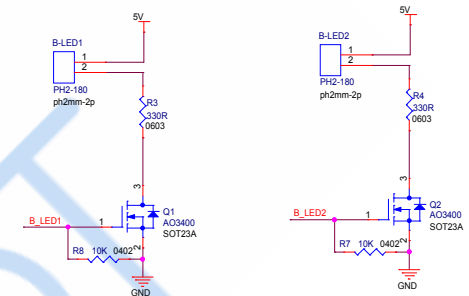 5V
B-LED1
1
2
PH2-180
ph2mm-2p
R3
330R
0603
3
Q1
AO3400
SOT23A
B_LED1
1
2
R8 10K 0402
GND
5V
B-LED2
1
2
PH2-180
ph2mm-2p
R4
330R
0603
3
Q2
AO3400
SOT23A
B_LED2
1
2
R7 10K 0402
GND